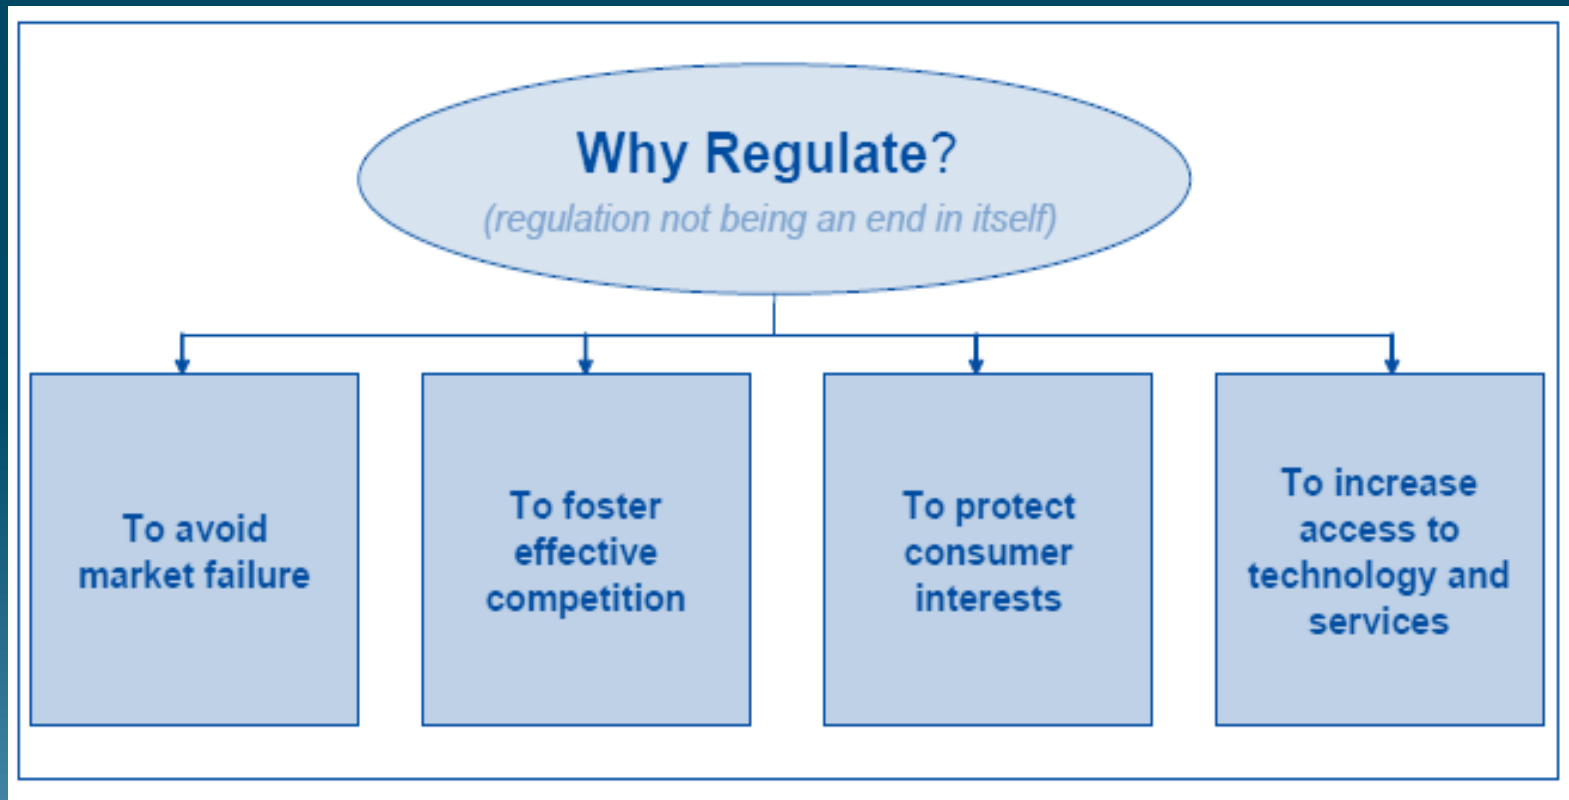 Why Regulate?
(regulation not being an end in itself)
To avoid
market failure
To foster
effective
competition
To protect
consumer
interests
To increase
access to
technology and
services